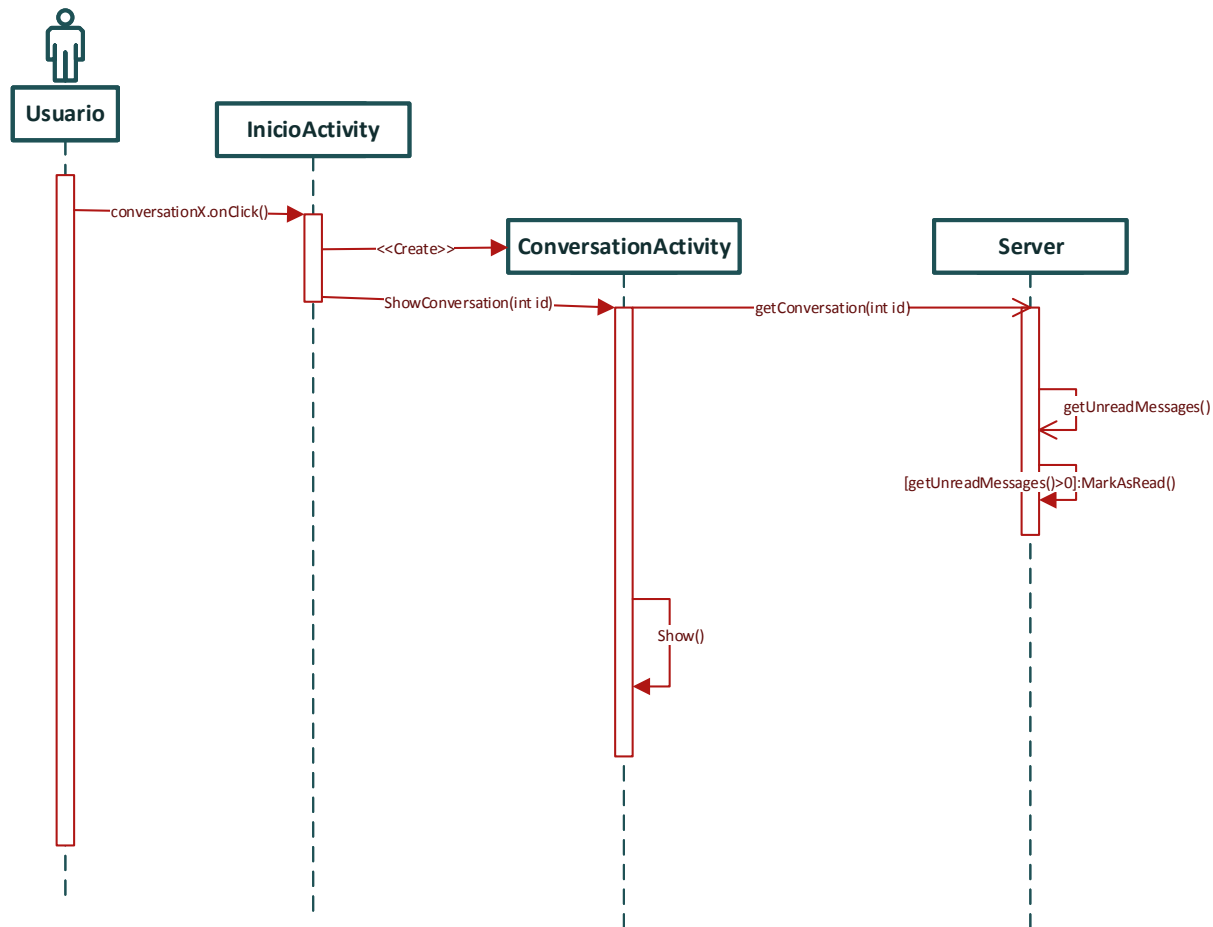 Usuario
InicioActivity
conversationX.onClick()
<<Create>>
ConversationActivity
Server
ShowConversation(int id)
getConversation(int id)
getUnreadMessages()
[getUnreadMessages()>0]:MarkAsRead()
Show()